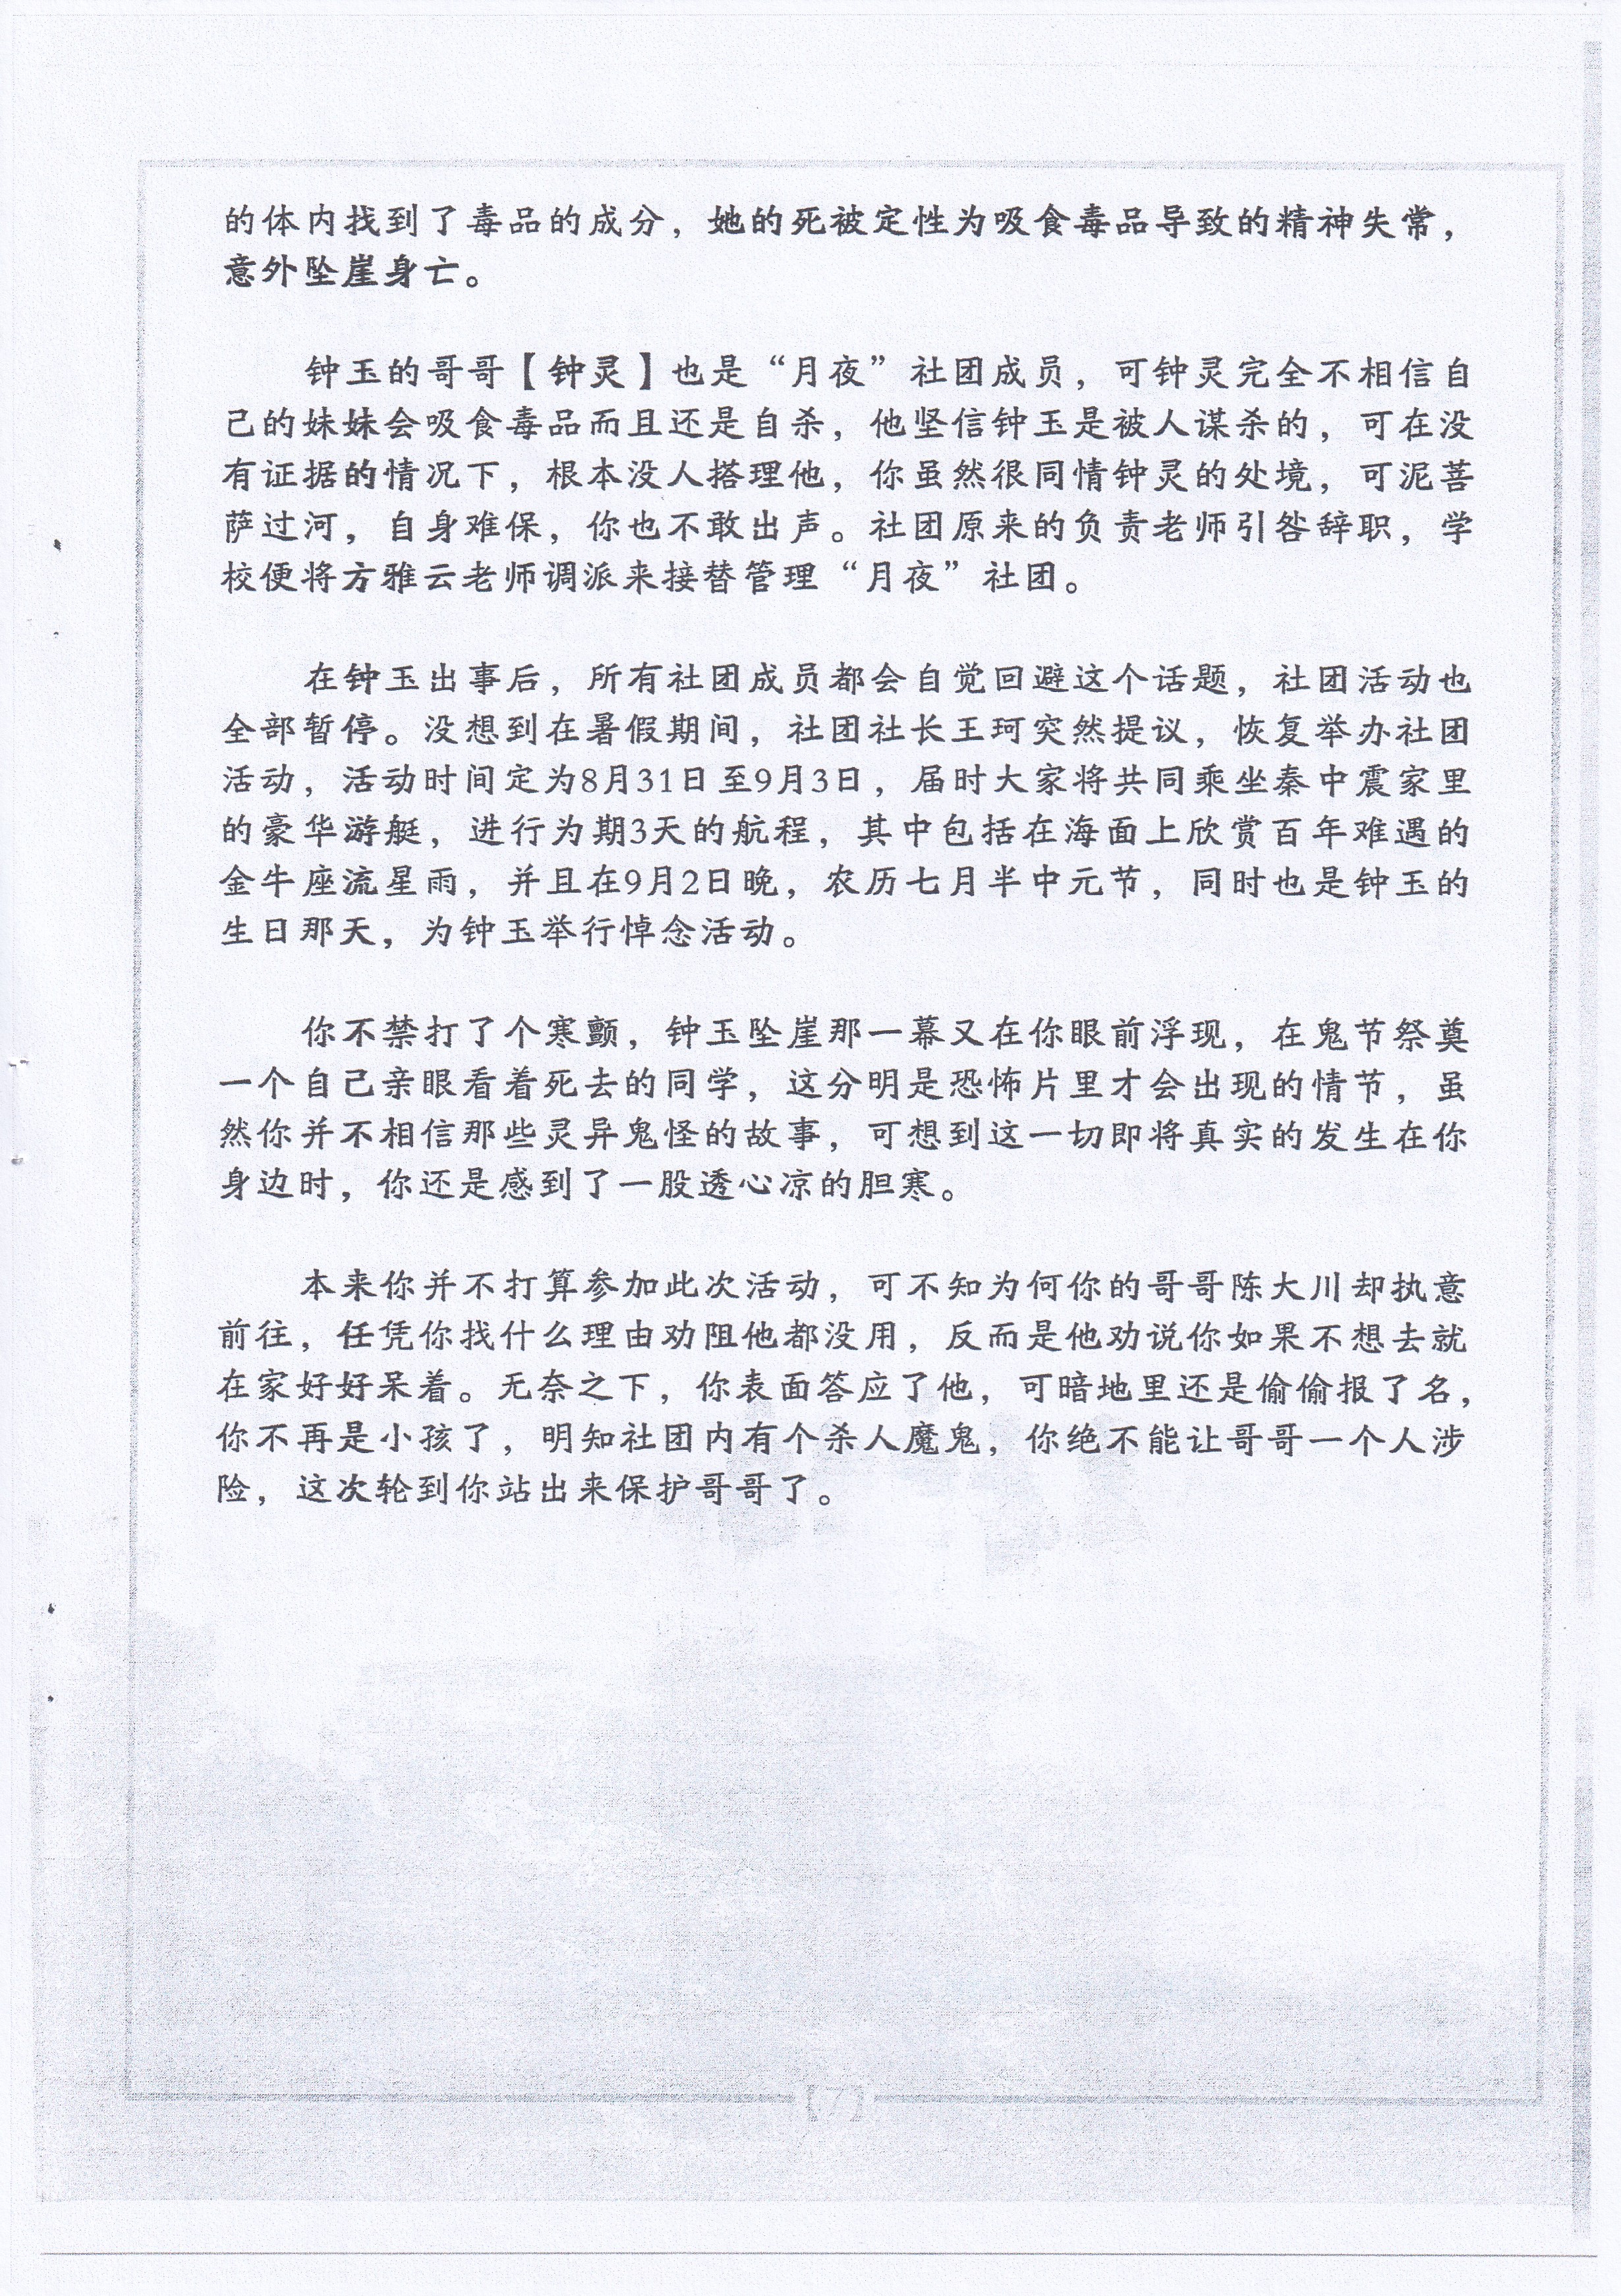 的体内找到了毒品的成分，她的死被定性为吸食毒品导致的精神失常，
意外坠崖身亡。
钟玉的哥哥【钟灵】也是“月夜”社团成员，可钟灵完全不相信自
己的妹妹会吸食毒品而且还是自杀，他坚信钟玉是被人谋杀的，可在没
有证据的情况下，根本没人搭理他，你虽然很同情钟灵的处境，可泥菩
萨过河，自身难保，你也不敢出声。社团原来的负责老师引咎辞职，学
校便将方雅云老师调派来接替管理“月夜”社团。
在钟玉出事后，所有社团成员都会自觉回避这个话题，社团活动也
全部暂停。没想到在暑假期间，社团社长王珂突然提议，恢复举办社团
活动，活动时间定为8月31日至9月3日，届时大家将共同乘坐秦中震家里
的豪华游艇，进行为期3天的航程，其中包括在海面上欣赏百年难遇的
金牛座流星雨，并且在9月2日晚，农历七月半中元节，同时也是钟玉的
生日那天，为钟玉举行悼念活动。
你不禁打了个寒颤，钟玉坠崖那一幕又在你眼前浮现，在鬼节祭奠
一个自己亲眼看着死去的同学，这分明是恐怖片里才会出现的情节，虽
然你并不相信那些灵异鬼怪的故事，可想到这一切即将真实的发生在你
身边时，你还是感到了一股透心凉的胆寒。
本来你并不打算参加此次活动，可不知为何你的哥哥陈大川却执意
前往，任凭你找什么理由劝阻他都没用，反而是他劝说你如果不想去就
在家好好呆着。无奈之下，你表面答应了他，可暗地里还是偷偷报了名，
你不再是小孩了，明知社团内有个杀人魔鬼，你绝不能让哥哥一个人涉
险，这次轮到你站出来保护哥哥了。
【7】